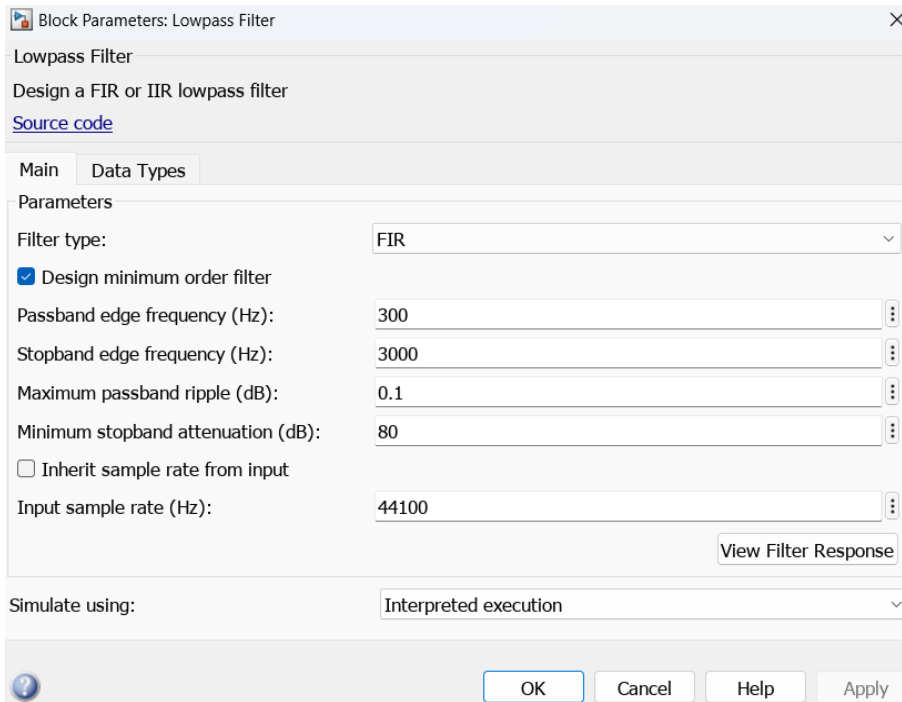 Block Parameters: Lowpass Filter
Lowpass Filter
Design a FIR or IIR lowpass filter
Source code
Main Data Types
Parameters
Filter type: FIR
Design minimum order filter
Passband edge frequency (Hz): 300
Stopband edge frequency (Hz): 3000
Maximum passband ripple (dB): 0.1
Minimum stopband attenuation (dB): 80
Inherit sample rate from input
Input sample rate (Hz): 44100
View Filter Response
Simulate using: Interpreted execution
? OK Cancel Help Apply